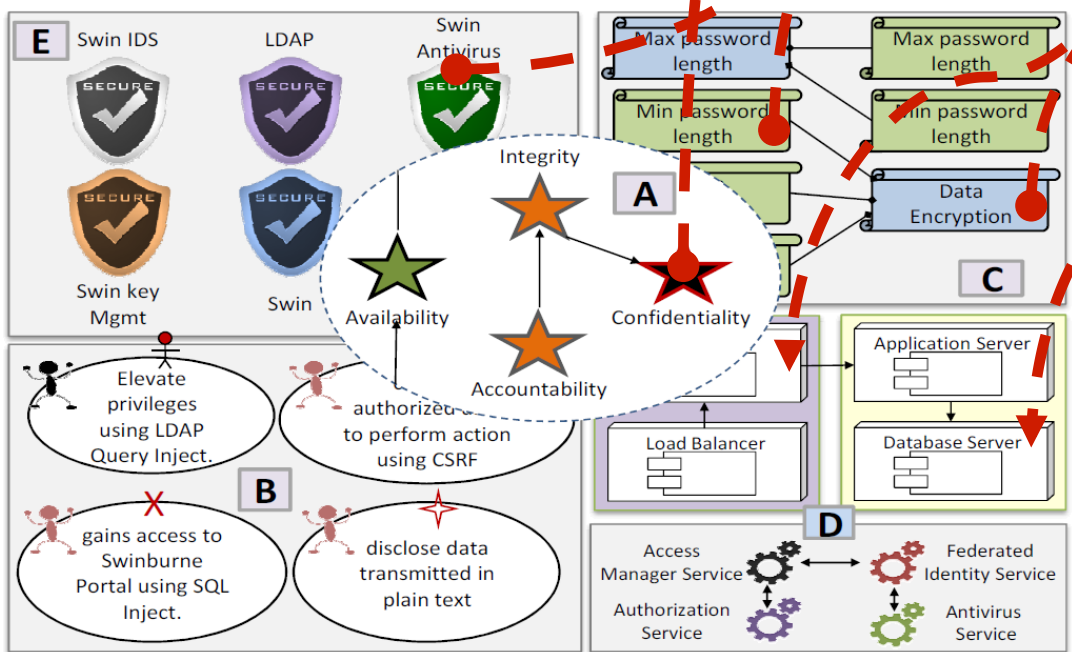 E
Swin IDS
LDAP
Swin
Antivirus
SECURE
SECURE
SECURE
SECURE
SECURE
Swin key
Mgmt
Swin
Max password
length
Max password
length
Min password
length
Min password
length
Data
Encryption
C
A
Integrity
Availability
Confidentiality
Accountability
Elevate
privileges
using LDAP
Query Inject.
authorized
to perform action
using CSRF
B
X
gains access to
Swinburne
Portal using SQL
Inject.
disclose data
transmitted in
plain text
Application Server
Load Balancer
Database Server
D
Access
Manager Service
Federated
Identity Service
Authorization
Service
Antivirus
Service